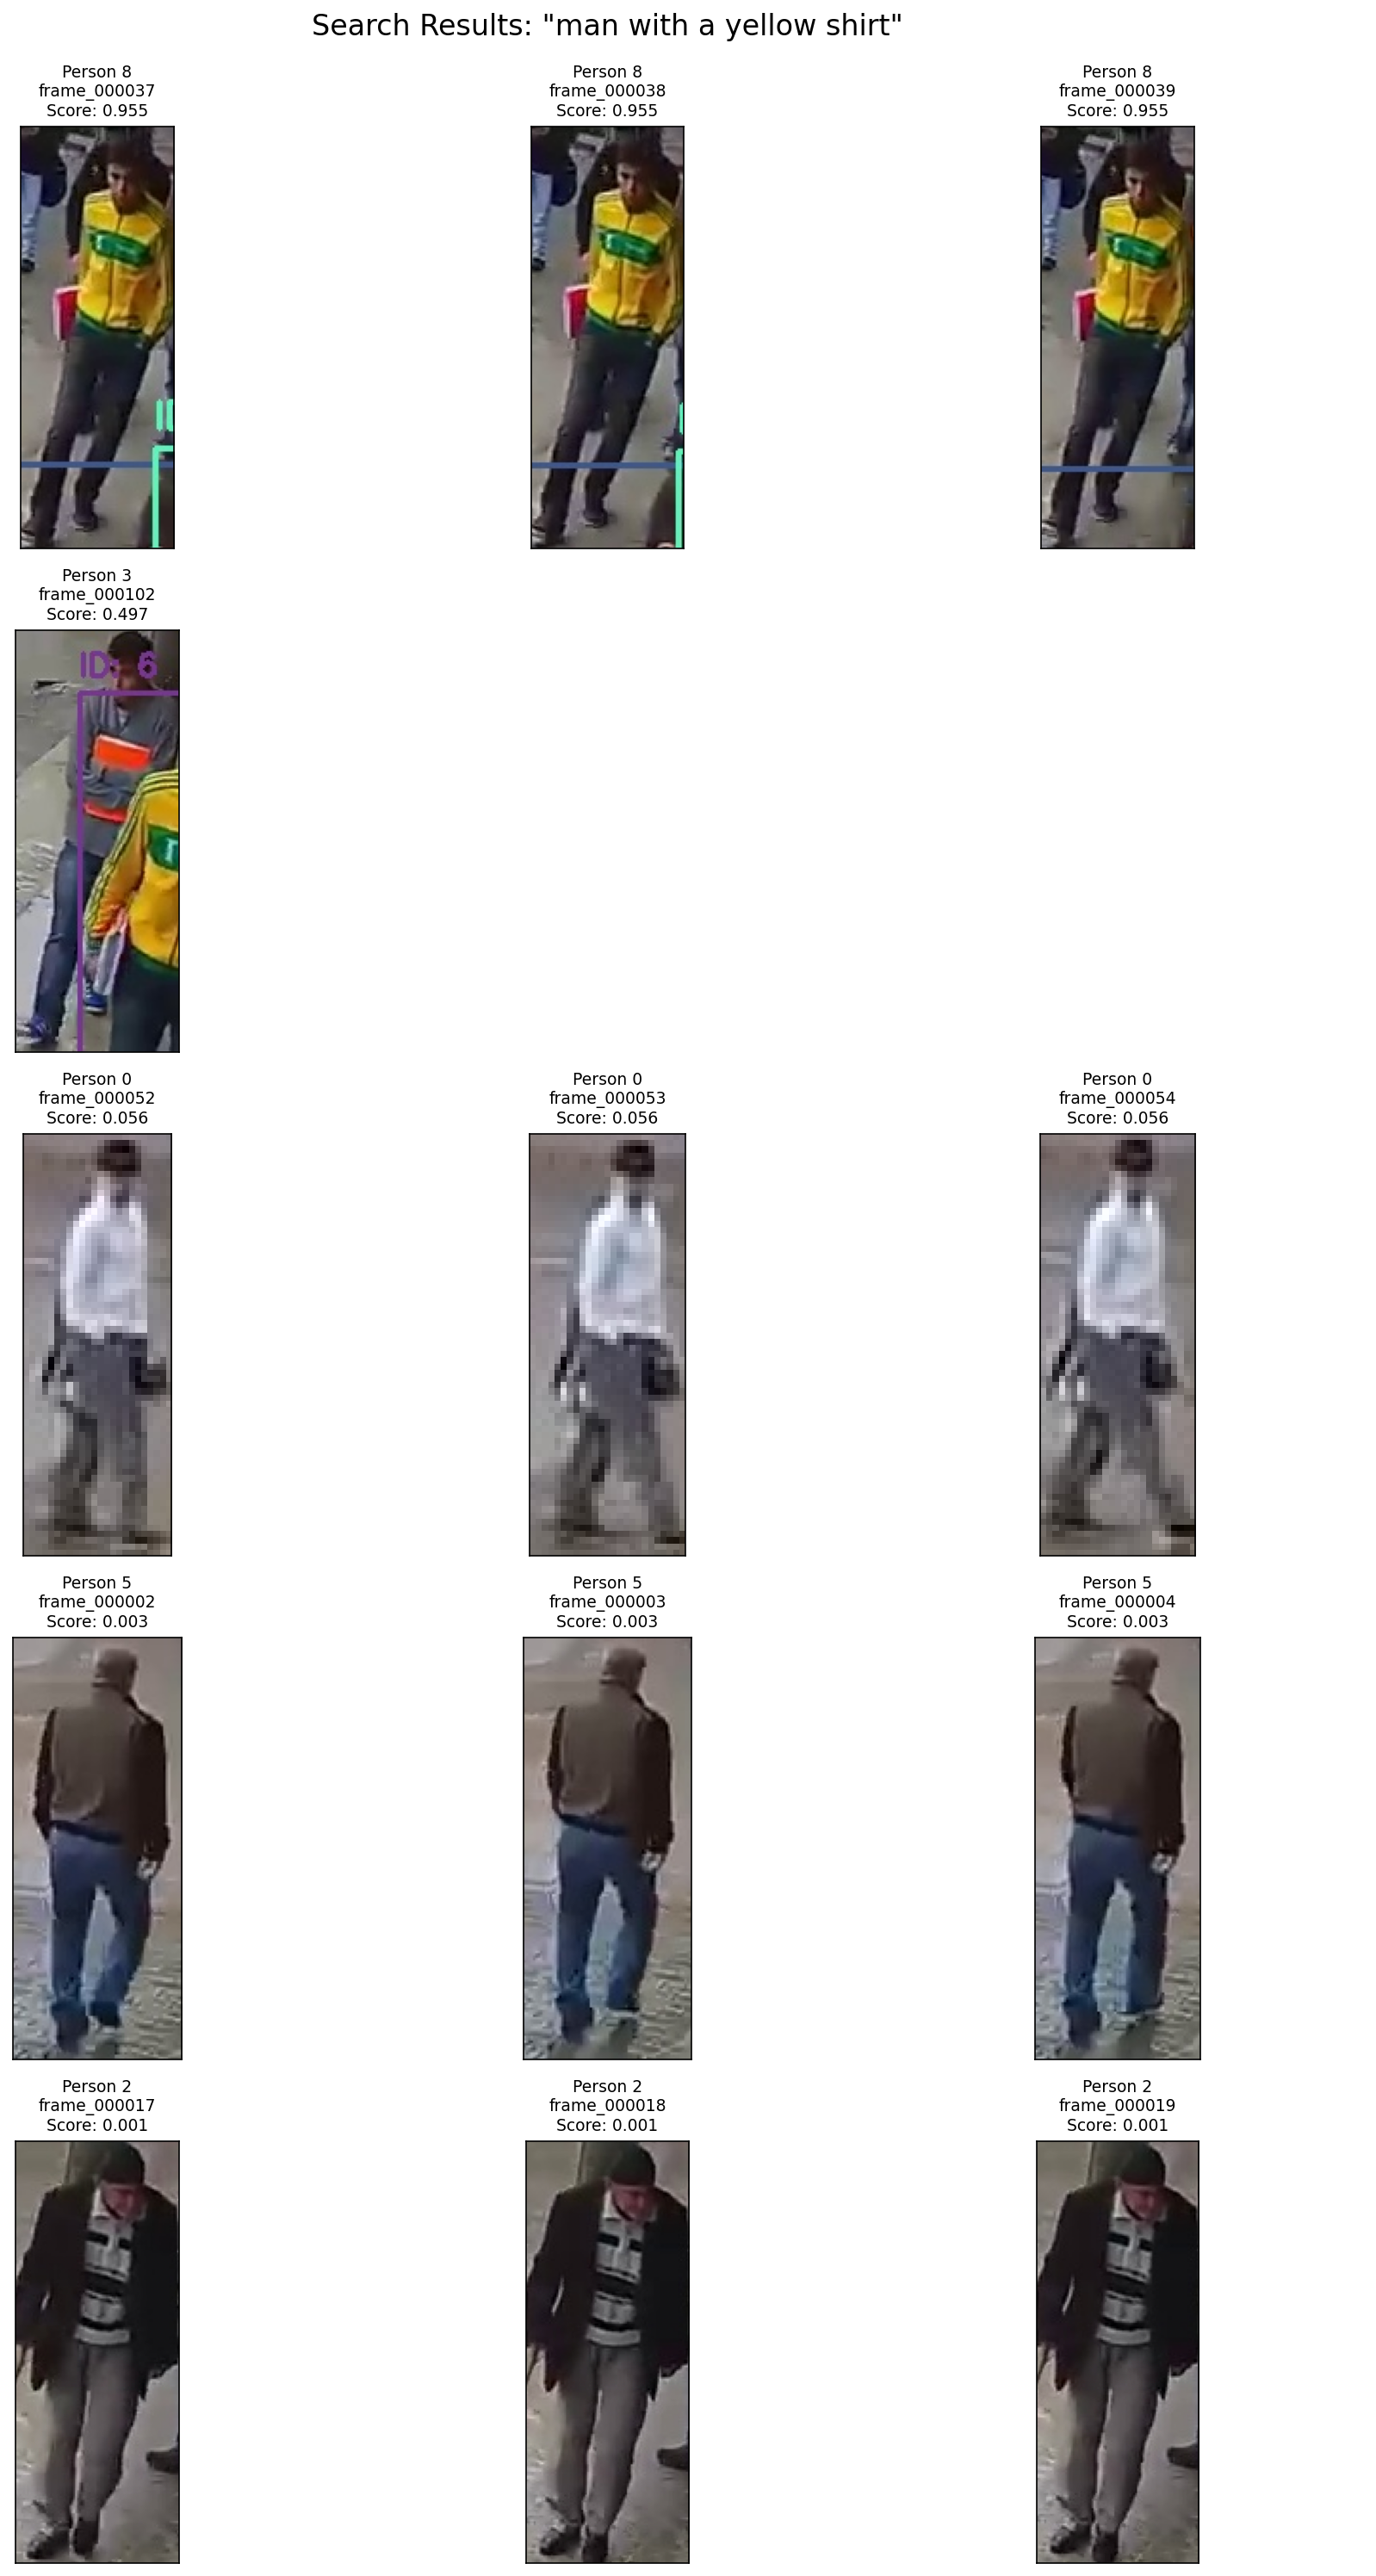 Search Results: "man with a yellow shirt"
Person 8
frame_000037
Score: 0.955
Person 8
frame_000038
Score: 0.955
Person 8
frame_000039
Score: 0.955
Person 3
frame_000102
Score: 0.497
ID: 6
Person 0
frame_000052
Score: 0.056
Person 0
frame_000053
Score: 0.056
Person 0
frame_000054
Score: 0.056
Person 5
frame_000002
Score: 0.003
Person 5
frame_000003
Score: 0.003
Person 5
frame_000004
Score: 0.003
Person 2
frame_000017
Score: 0.001
Person 2
frame_000018
Score: 0.001
Person 2
frame_000019
Score: 0.001